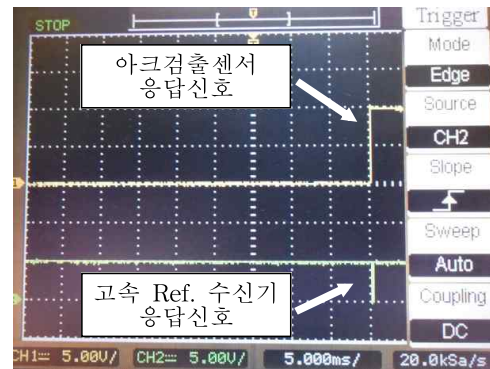 STOP
Trigger
Mode
Edge
Source
CH2
Slope
Sweep
Auto
Coupling
DC
아크검출센서
응답신호
고속 Ref. 수신기
응답신호
CH1= 5.00V/ CH2= 5.00V/ 5.000ms/ 20.0kSa/s